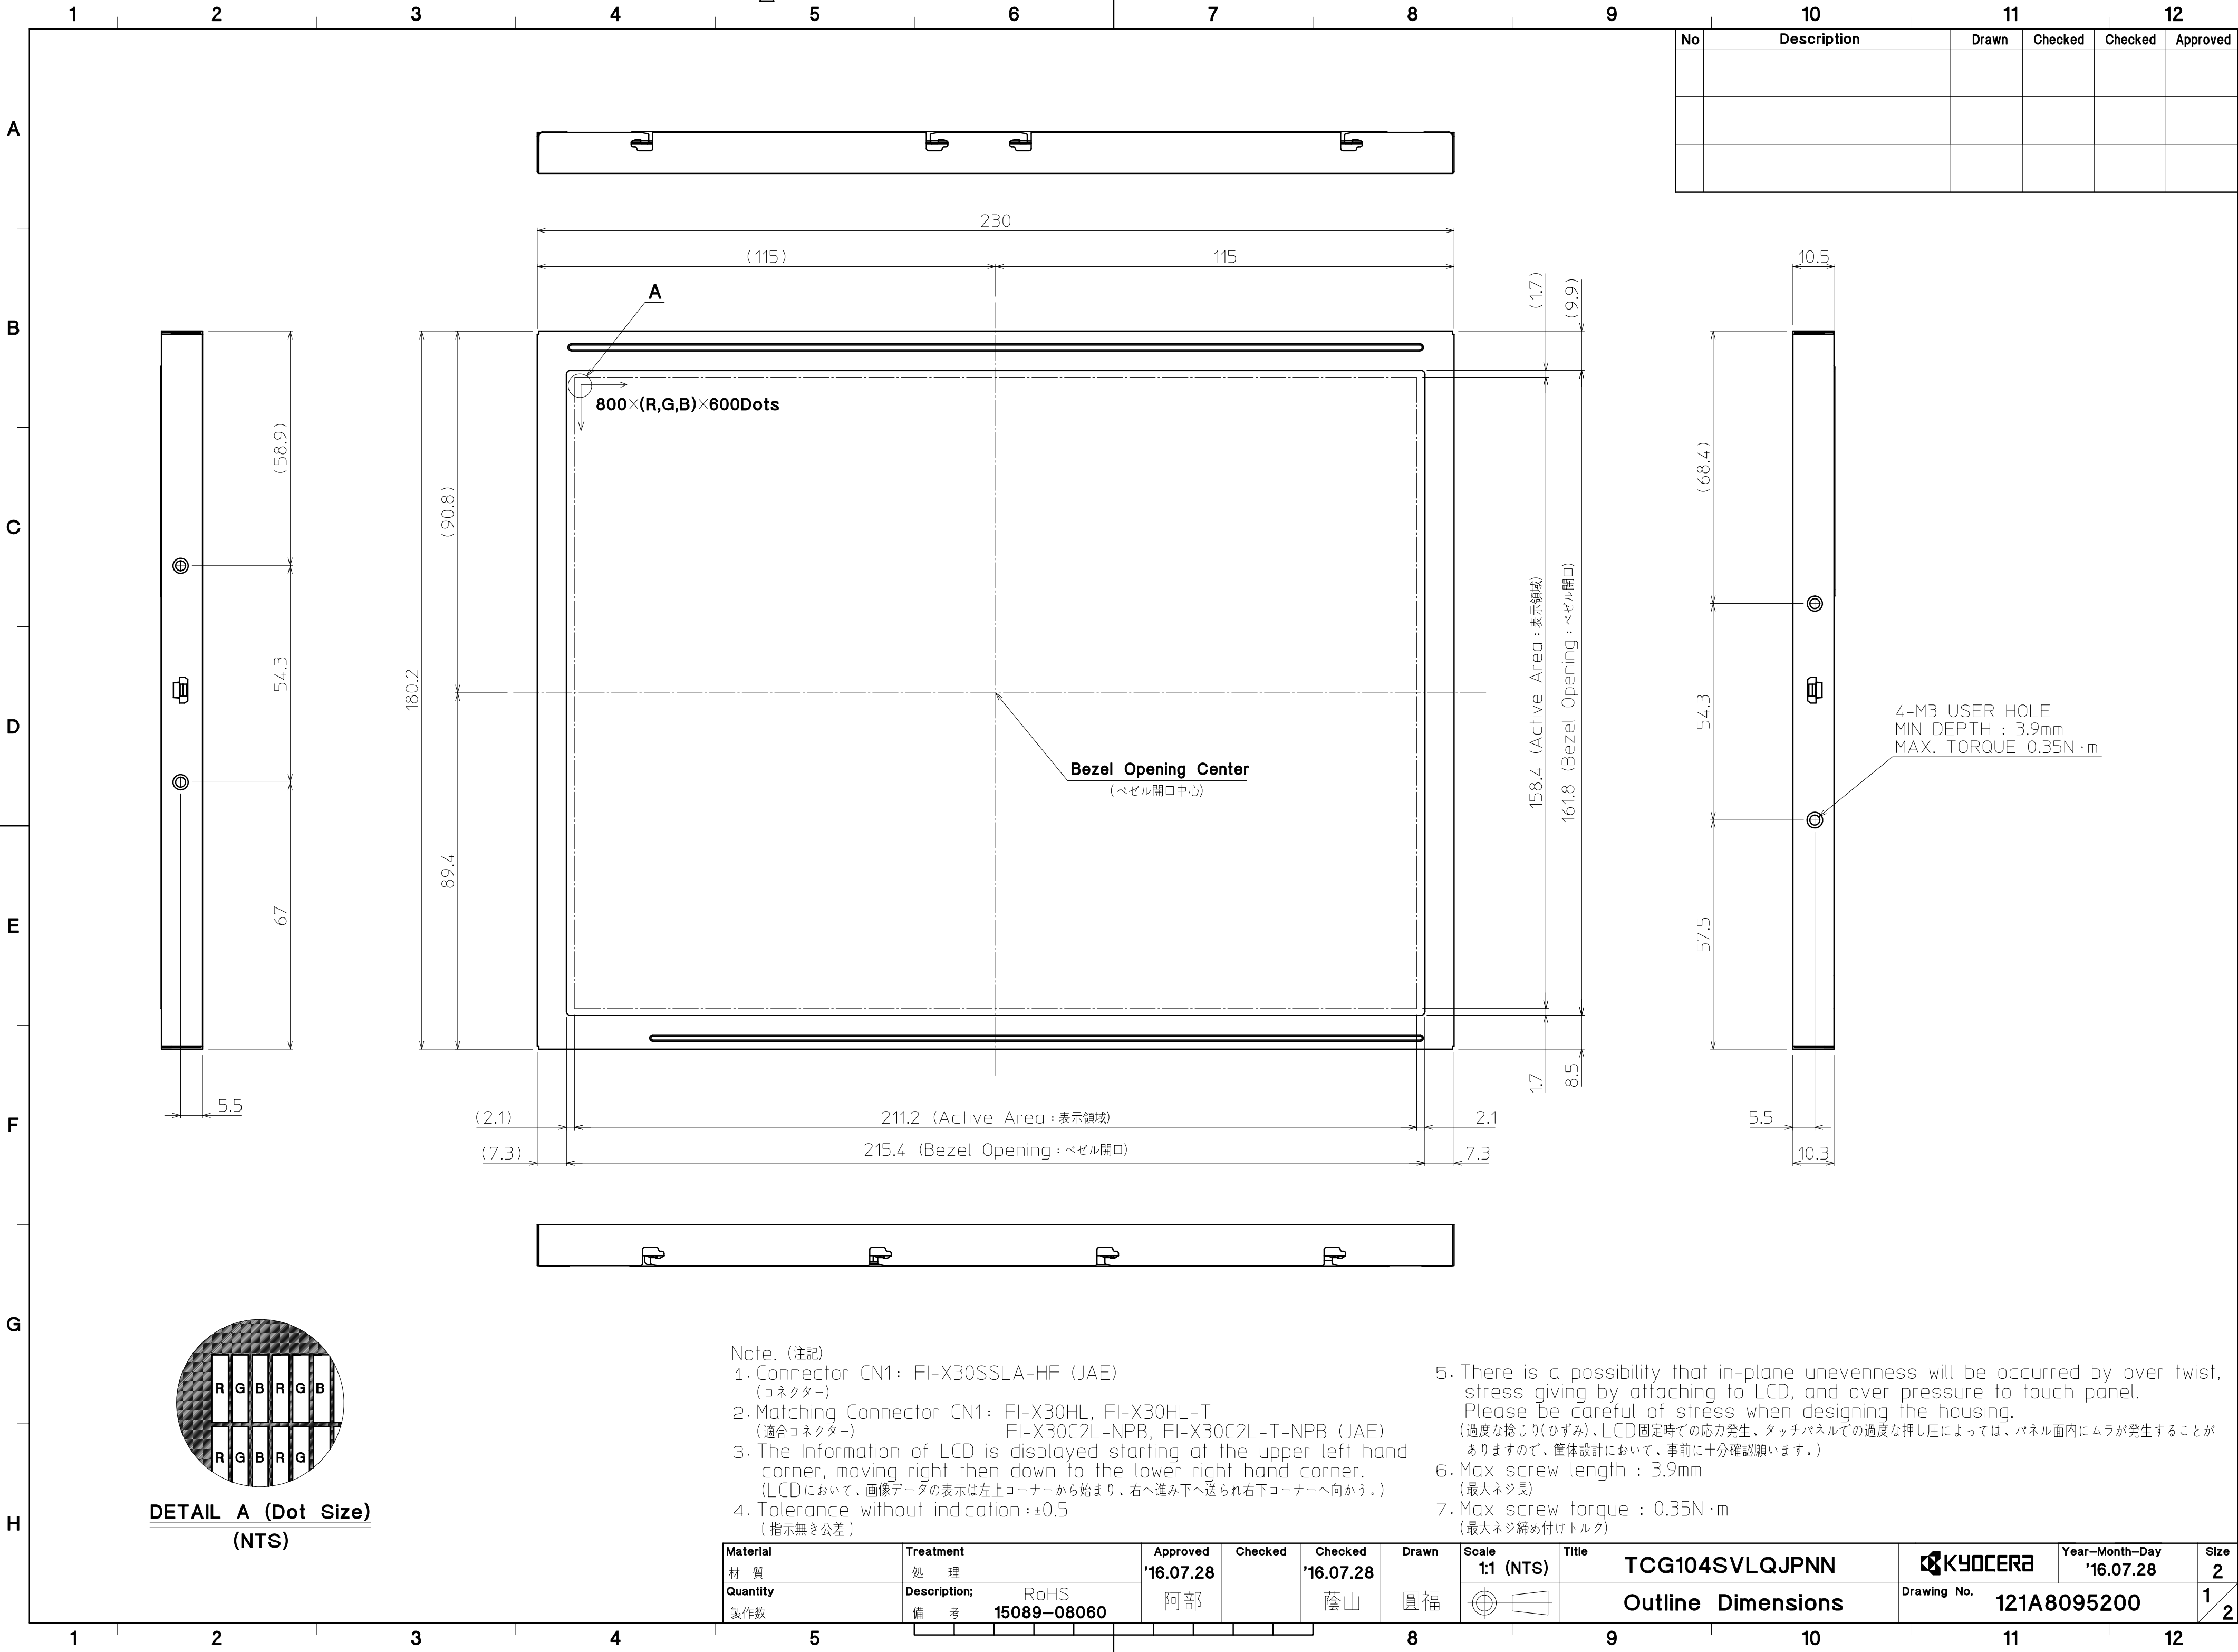 1 2 3 4 5 6 7 8 9 10 11 12
No Description Drawn Checked Checked Approved
A
B
C
D
E
F
G
H
230
(115)
115
A
800×(R,G,B)×600Dots
(58.9)
54.3
67
5.5
180.2
(90.8)
89.4
Bezel Opening Center
(ベゼル開口中心)
(1.7)
(9.9)
158.4 (Active Area:表示領域)
161.8 (Bezel Opening:ベゼル開口)
1.7
8.5
(2.1)
211.2 (Active Area:表示領域)
2.1
(7.3)
215.4 (Bezel Opening:ベゼル開口)
7.3
10.5
(68.4)
54.3
57.5
5.5
10.3
4-M3 USER HOLE
MIN DEPTH : 3.9mm
MAX. TORQUE 0.35N・m
R G B R G B
R G B R G
DETAIL A (Dot Size)
(NTS)
Note. (注記)
1. Connector CN1: FI-X30SSLA-HF (JAE)
(コネクター)
2. Matching Connector CN1: FI-X30HL, FI-X30HL-T
(適合コネクター) FI-X30C2L-NPB, FI-X30C2L-T-NPB (JAE)
3. The Information of LCD is displayed starting at the upper left hand
corner, moving right then down to the lower right hand corner.
(LCDにおいて、画像データの表示は左上コーナーから始まり、右へ進み下へ送られ右下コーナーへ向かう。)
4. Tolerance without indication:±0.5
(指示無き公差)
5. There is a possibility that in-plane unevenness will be occurred by over twist,
stress giving by attaching to LCD, and over pressure to touch panel.
Please be careful of stress when designing the housing.
(過度な捻じり(ひずみ)、LCD固定時での応力発生、タッチパネルでの過度な押し圧によっては、パネル面内にムラが発生することが
ありますので、筐体設計において、事前に十分確認願います。)
6. Max screw length : 3.9mm
(最大ネジ長)
7. Max screw torque : 0.35N・m
(最大ネジ締め付けトルク)
Material
材 質
Treatment
処 理
Approved
'16.07.28
阿部
Checked
Checked
'16.07.28
蔭山
Drawn
圓福
Scale
1:1 (NTS)
Title
TCG104SVLQJPNN
Outline Dimensions
KYOCERA
Year-Month-Day
'16.07.28
Size
2
Quantity
製作数
Description;
備 考
RoHS
15089-08060
Drawing No.
121A8095200
1/2
1 2 3 4 5 8 9 10 11 12